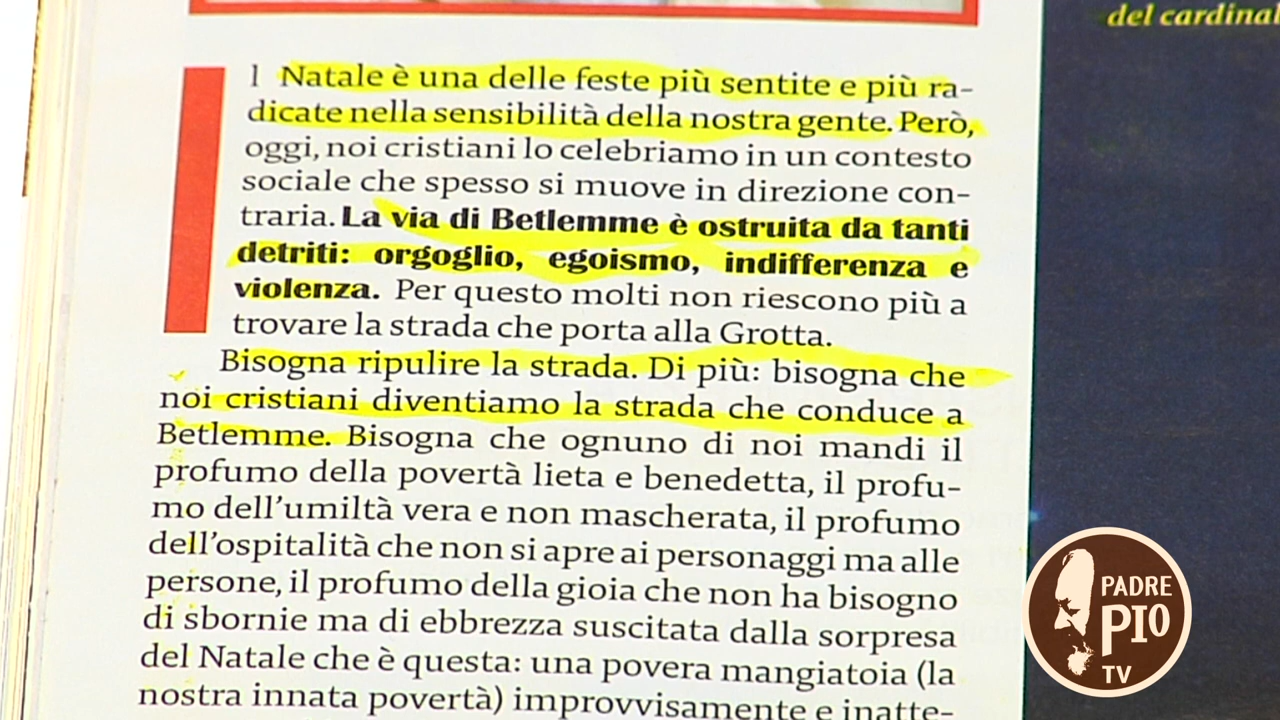 del cardinal
l Natale è una delle feste più sentite e più ra-
dicate nella sensibilità della nostra gente. Però,
oggi, noi cristiani lo celebriamo in un contesto
sociale che spesso si muove in direzione con-
traria. La via di Betlemme è ostruita da tanti
detriti: orgoglio, egoismo, indifferenza e
violenza. Per questo molti non riescono più a
trovare la strada che porta alla Grotta.
Bisogna ripulire la strada. Di più: bisogna che
noi cristiani diventiamo la strada che conduce a
Betlemme. Bisogna che ognuno di noi mandi il
profumo della povertà lieta e benedetta, il profu-
mo dell'umiltà vera e non mascherata, il profumo
dell'ospitalità che non si apre ai personaggi ma alle
persone, il profumo della gioia che non ha bisogno
di sbornie ma di ebbrezza suscitata dalla sorpresa
del Natale che è questa: una povera mangiatoia (la
nostra innata povertà) improvvisamente e inatte-
PADRE
PIO
TV